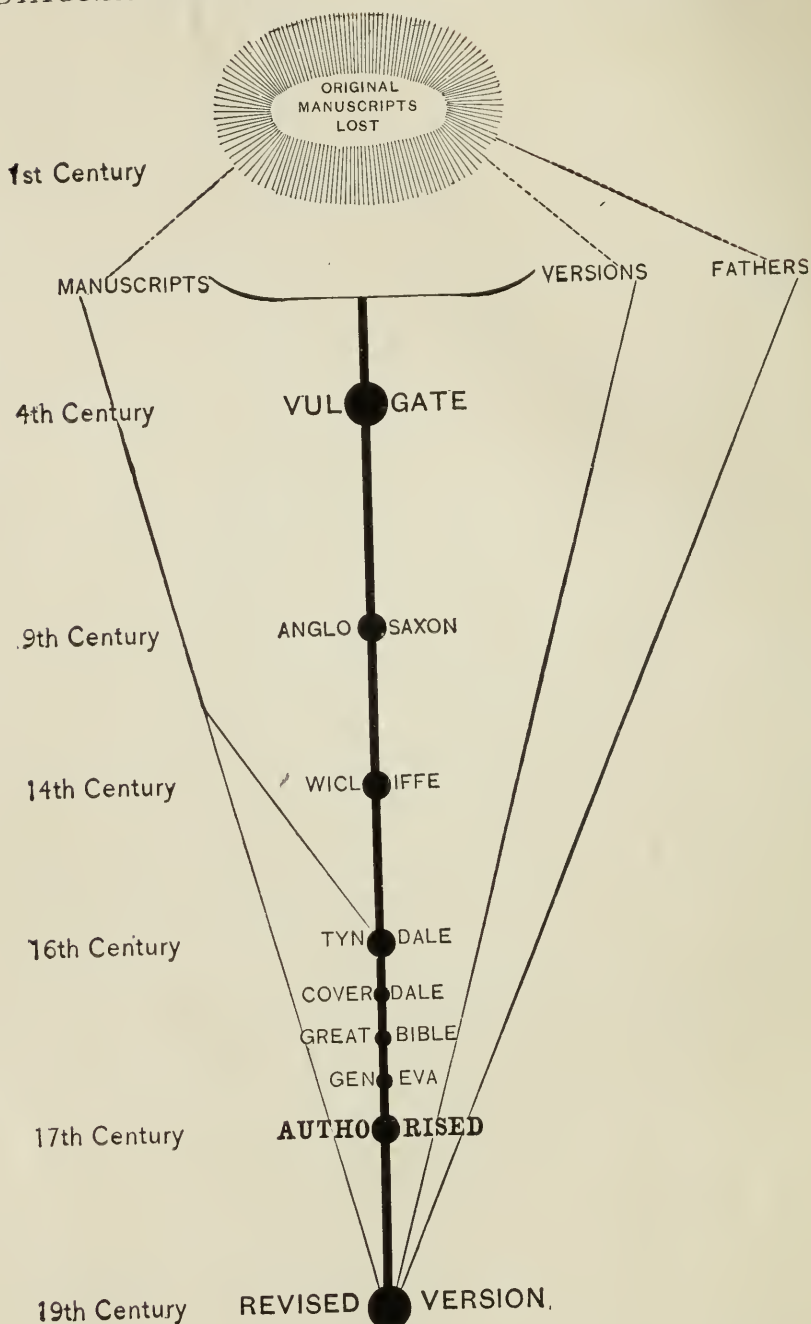 ORIGINAL
MANUSCRIPTS
LOST
1st Century
MANUSCRIPTS VERSIONS FATHERS
4th Century VULGATE
9th Century ANGLO SAXON
14th Century WICLIFFE
16th Century TYNDALE
COVERDALE
GREAT BIBLE
GENEVA
17th Century AUTHORISED
19th Century REVISED VERSION.